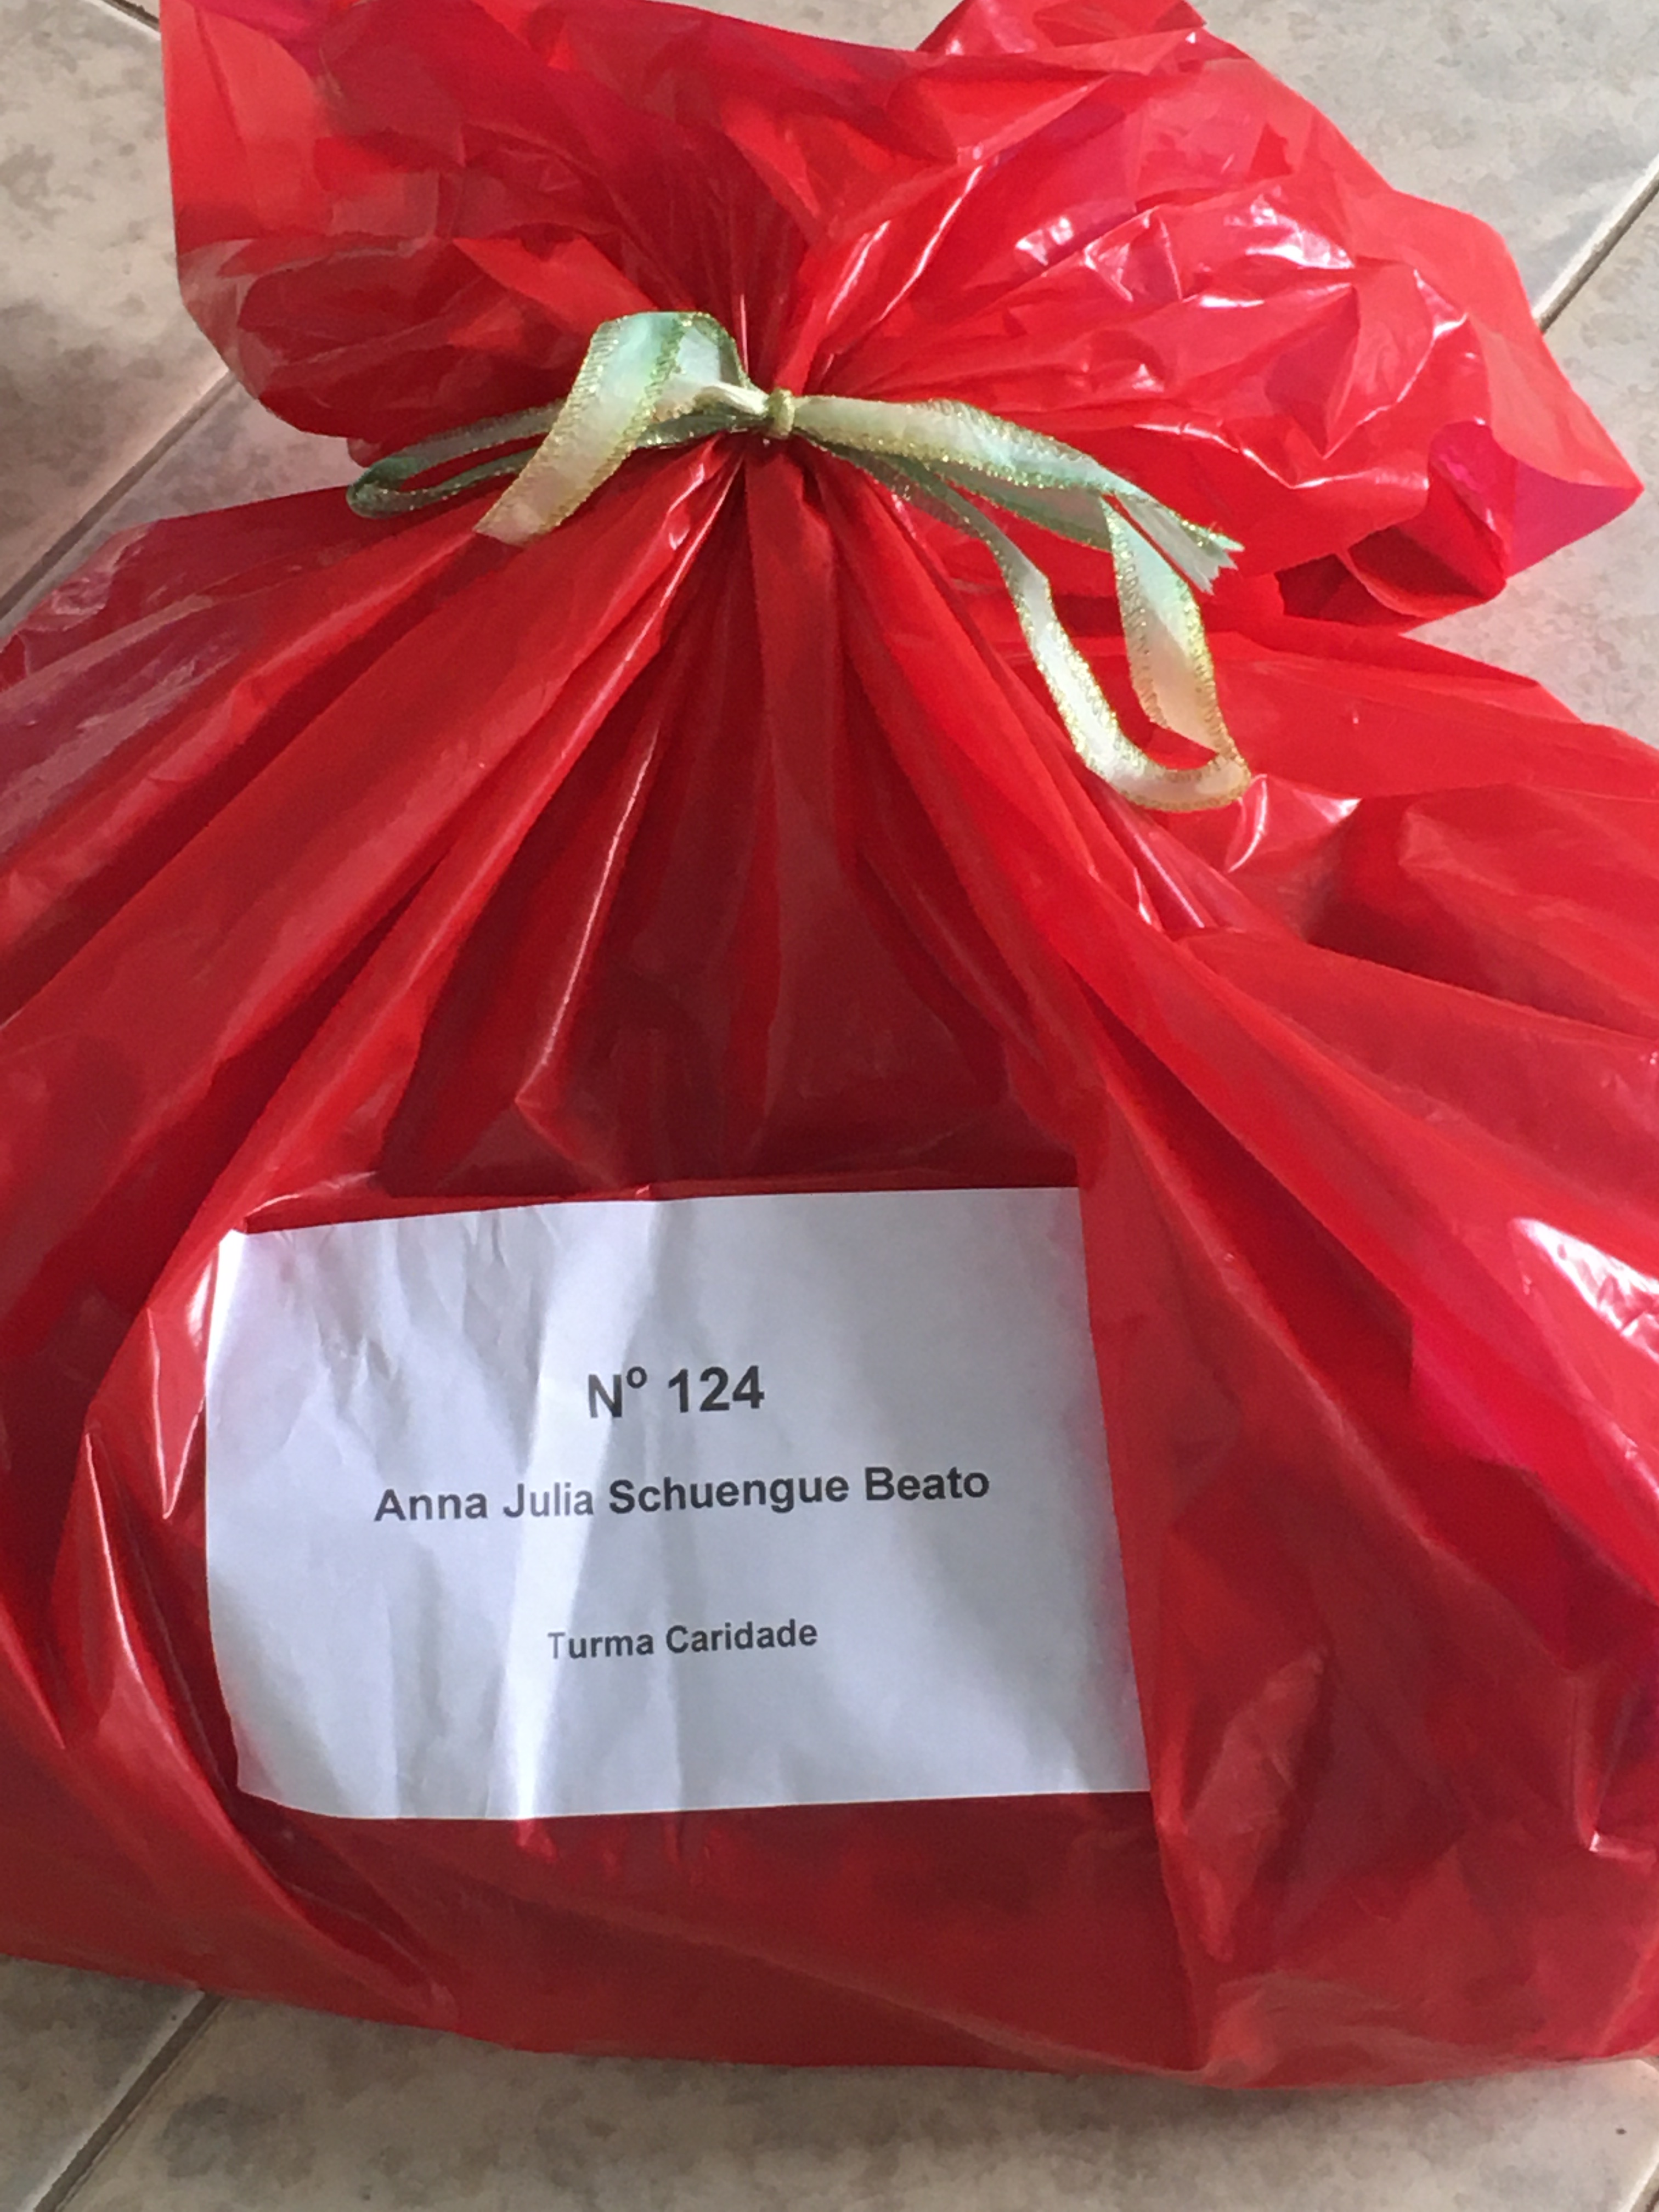 Nº 124
Anna Julia Schuengue Beato
Turma Caridade